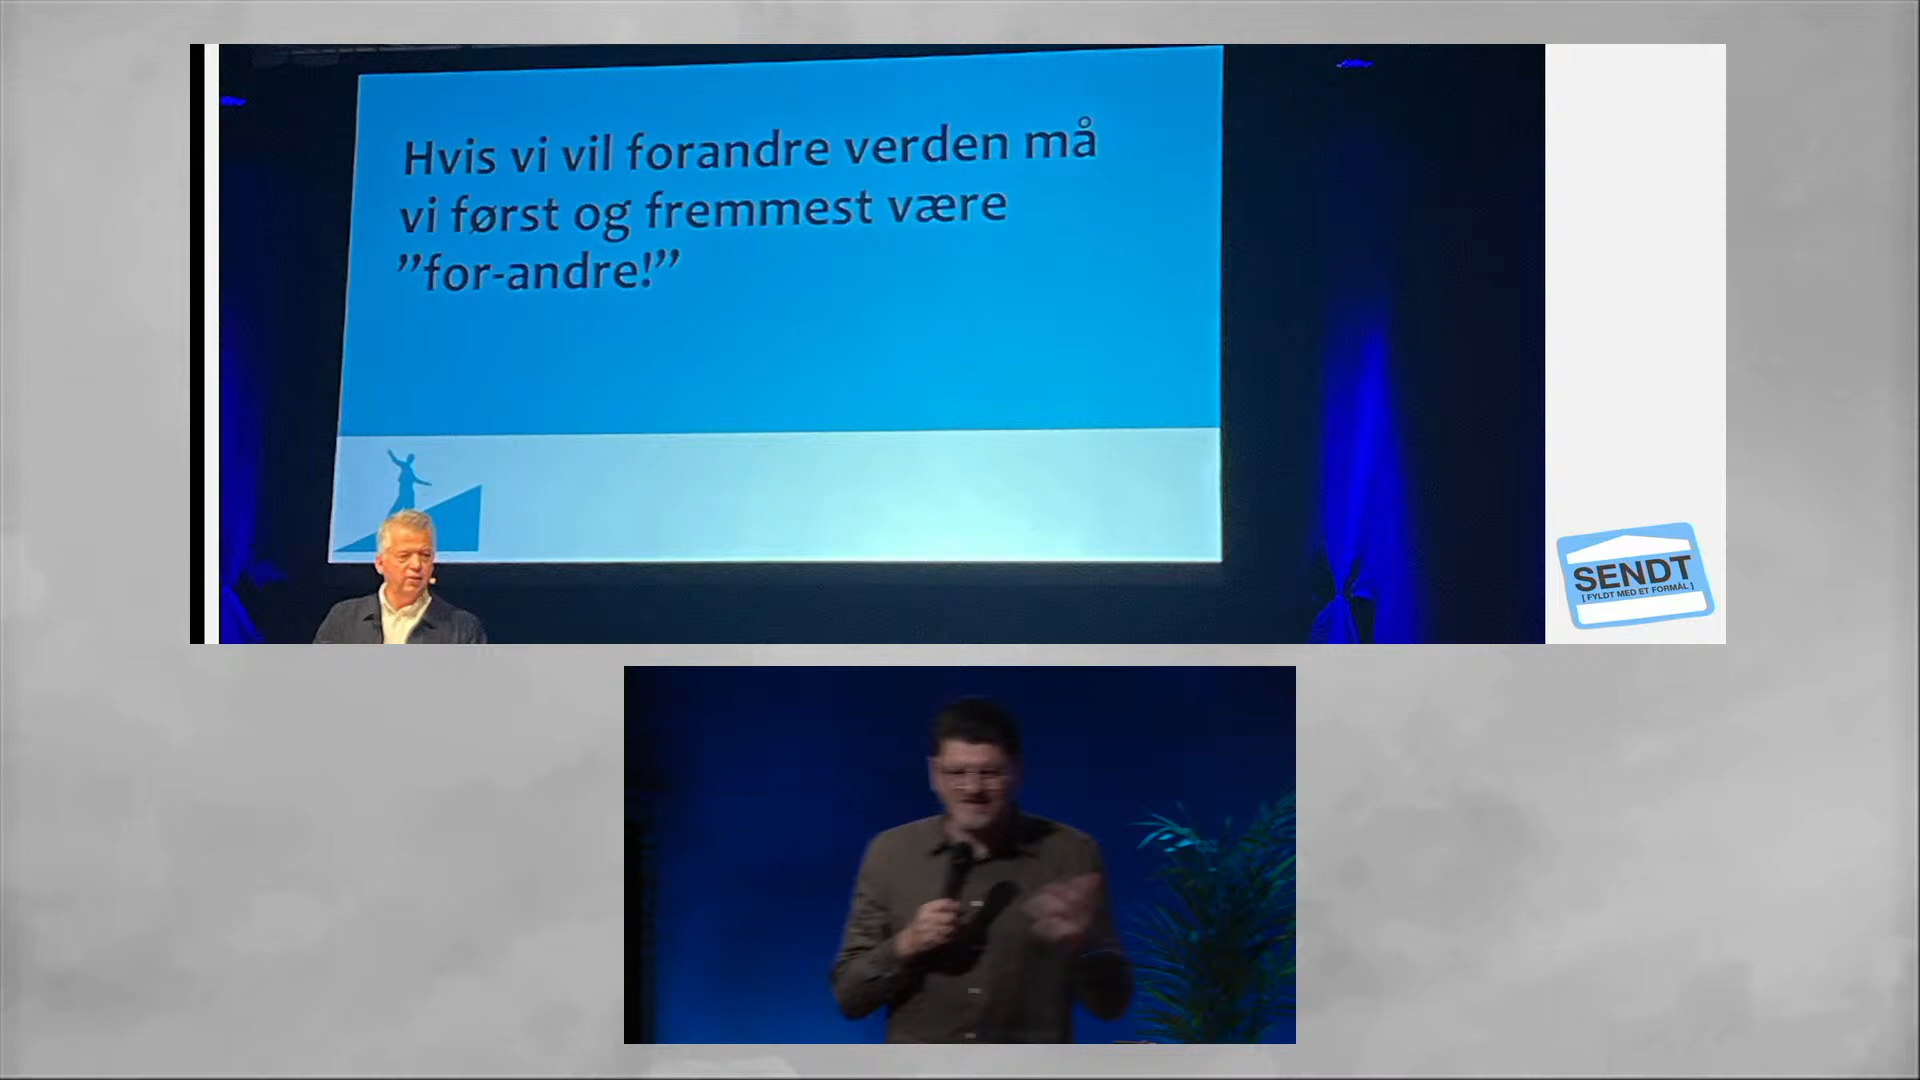 Hvis vi vil forandre verden må
vi først og fremmest være
”for-andre!”
SENDT
[ FYLDT MED ET FORMÅL ]